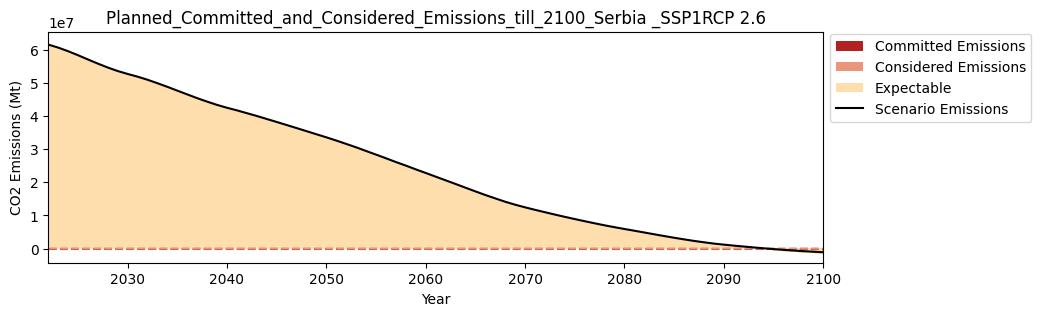 Planned_Committed_and_Considered_Emissions_till_2100_Serbia _SSP1RCP 2.6
1e7
6
5
4
3
2
1
0
CO2 Emissions (Mt)
2030 2040 2050 2060 2070 2080 2090 2100
Year
Committed Emissions
Considered Emissions
Expectable
Scenario Emissions